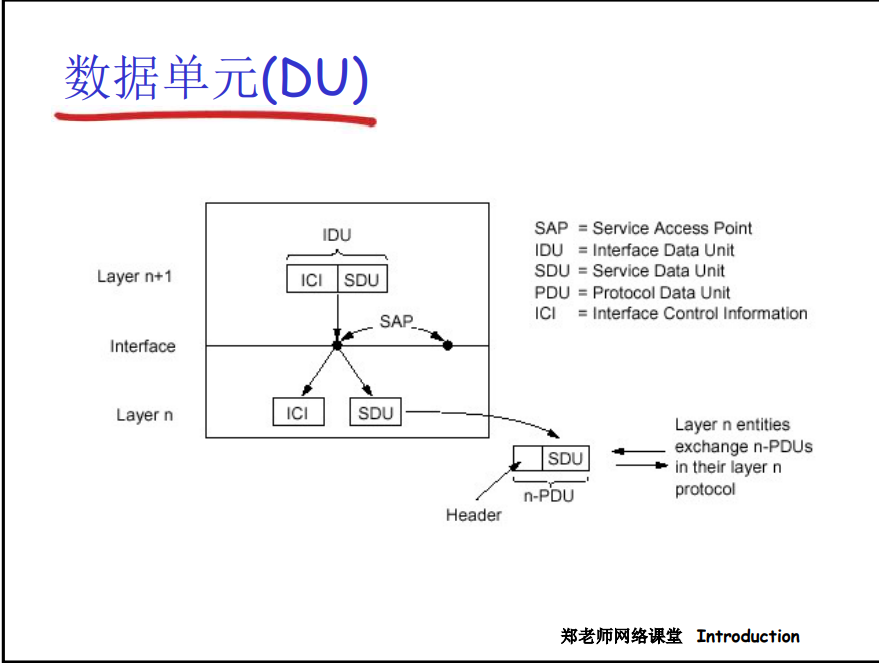 数据单元(DU)
IDU
SAP = Service Access Point
IDU = Interface Data Unit
SDU = Service Data Unit
PDU = Protocol Data Unit
ICI = Interface Control Information
Layer n+1
ICI SDU
SAP
Interface
Layer n
ICI SDU
SDU
n-PDU
Header
Layer n entities
exchange n-PDUs
in their layer n
protocol
郑老师网络课堂 Introduction